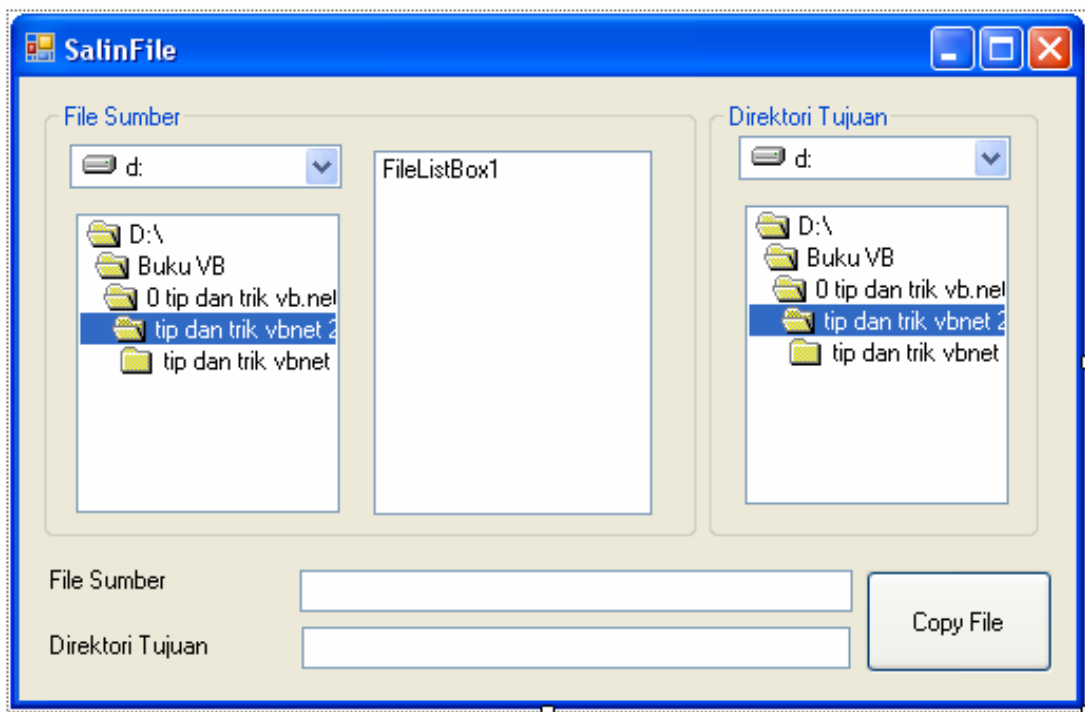 SalinFile
File Sumber
d:
D:\
Buku VB
0 tip dan trik vb.net
tip dan trik vbnet 2
tip dan trik vbnet
FileListBox1
Direktori Tujuan
d:
D:\
Buku VB
0 tip dan trik vb.net
tip dan trik vbnet 2
tip dan trik vbnet
File Sumber
Direktori Tujuan
Copy File